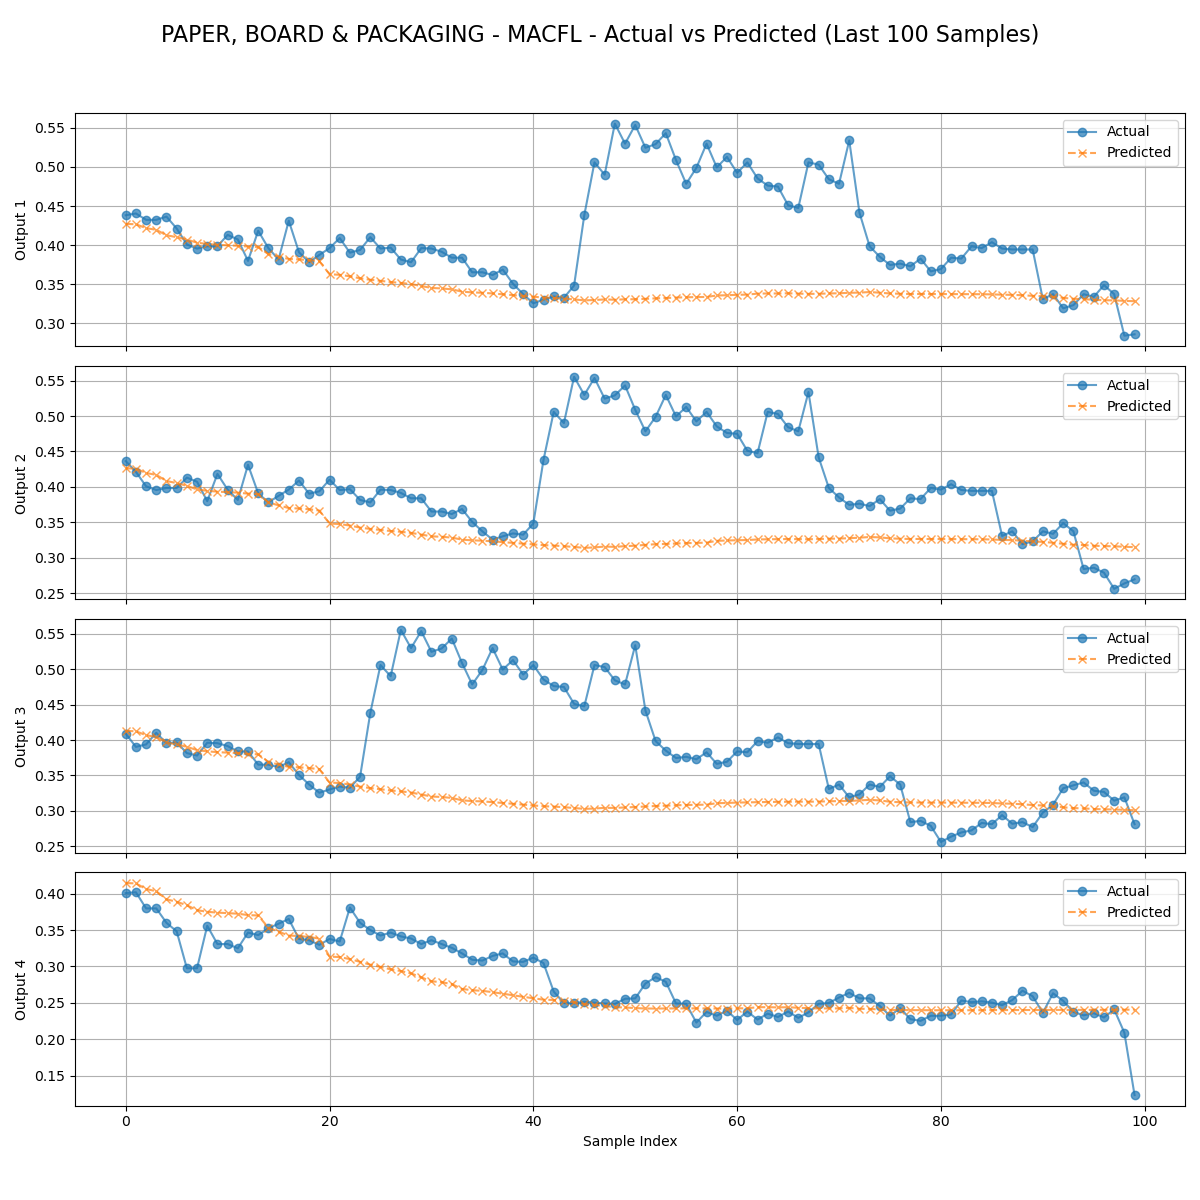 PAPER, BOARD & PACKAGING - MACFL - Actual vs Predicted (Last 100 Samples)
0.55
0.50
0.45
0.40
0.35
0.30
Output 1
Actual
Predicted
0.55
0.50
0.45
0.40
0.35
0.30
0.25
Output 2
Actual
Predicted
0.55
0.50
0.45
0.40
0.35
0.30
0.25
Output 3
Actual
Predicted
0.40
0.35
0.30
0.25
0.20
0.15
Output 4
Actual
Predicted
0 20 40 60 80 100
Sample Index